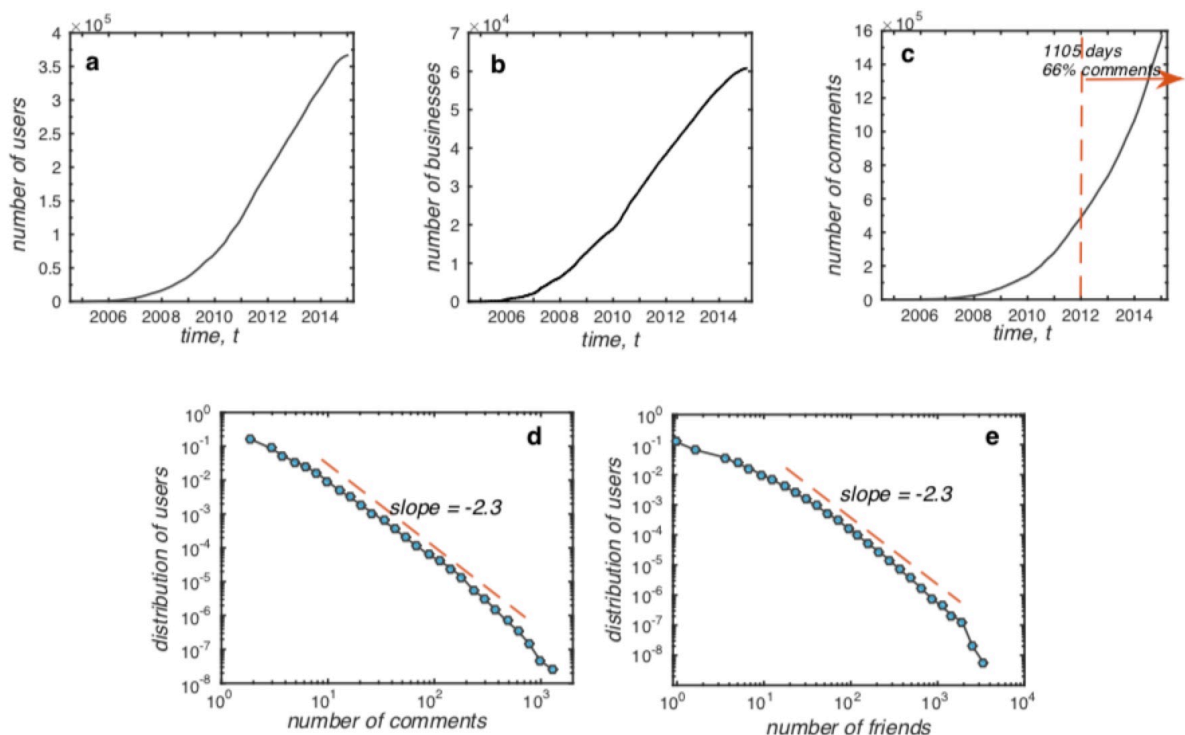 ×10^5
4
3.5
3
2.5
2
1.5
1
0.5
0
a
number of users
2006 2008 2010 2012 2014
time, t
×10^4
7
6
5
4
3
2
1
0
b
number of businesses
2006 2008 2010 2012 2014
time, t
×10^5
16
14
12
10
8
6
4
2
0
c
1105 days
66% comments
number of comments
2006 2008 2010 2012 2014
time, t
10^0
10^-1
10^-2
10^-3
10^-4
10^-5
10^-6
10^-7
10^-8
d
slope = -2.3
distribution of users
10^0 10^1 10^2 10^3
number of comments
10^0
10^-1
10^-2
10^-3
10^-4
10^-5
10^-6
10^-7
10^-8
e
slope = -2.3
distribution of users
10^0 10^1 10^2 10^3 10^4
number of friends